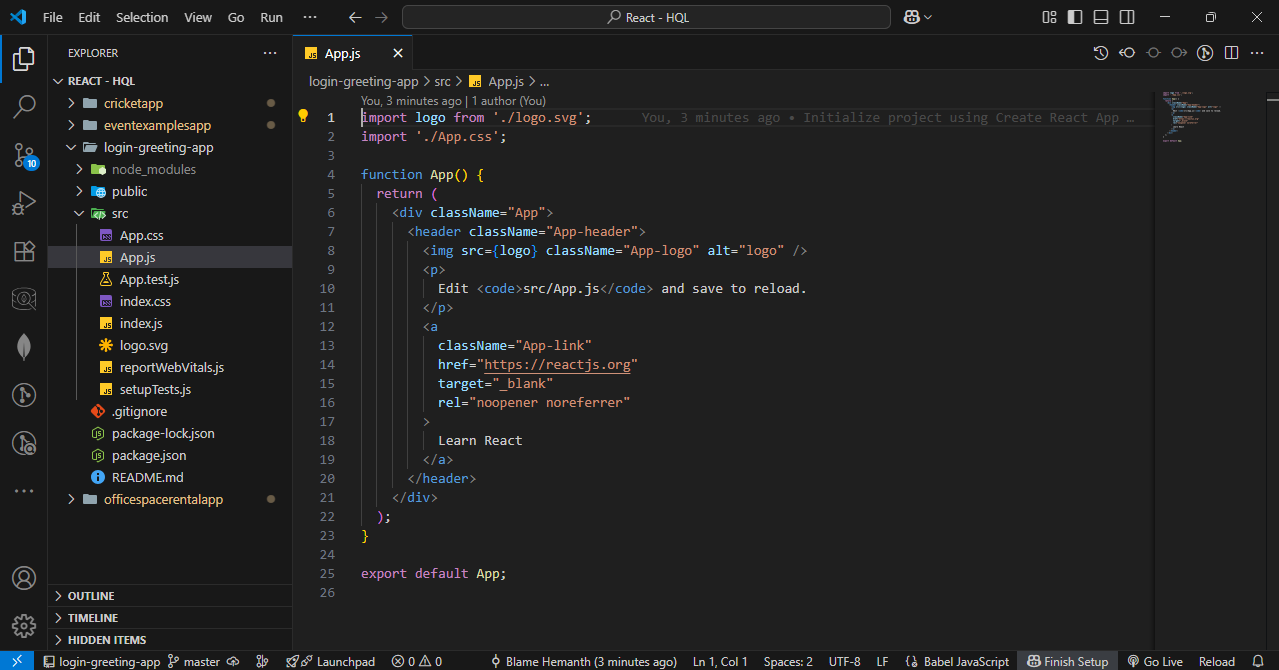 File Edit Selection View Go Run ··· React - HQL
EXPLORER ···
REACT - HQL
cricketapp
eventexamplesapp
login-greeting-app
node_modules
public
src
App.css
App.js
App.test.js
index.css
index.js
logo.svg
reportWebVitals.js
setupTests.js
.gitignore
package-lock.json
package.json
README.md
officespacerentalapp
OUTLINE
TIMELINE
HIDDEN ITEMS
10
JS App.js
login-greeting-app > src > JS App.js > ...
You, 3 minutes ago | 1 author (You)
1 import logo from './logo.svg'; You, 3 minutes ago • Initialize project using Create React App …
2 import './App.css';
3
4 function App() {
5 return (
6 <div className="App">
7 <header className="App-header">
8 <img src={logo} className="App-logo" alt="logo" />
9 <p>
10 Edit <code>src/App.js</code> and save to reload.
11 </p>
12 <a
13 className="App-link"
14 href="https://reactjs.org"
15 target="_blank"
16 rel="noopener noreferrer"
17 >
18 Learn React
19 </a>
20 </header>
21 </div>
22 );
23 }
24
25 export default App;
26
login-greeting-app master Launchpad 0 0 Blame Hemanth (3 minutes ago) Ln 1, Col 1 Spaces: 2 UTF-8 LF {} Babel JavaScript Finish Setup Go Live Reload